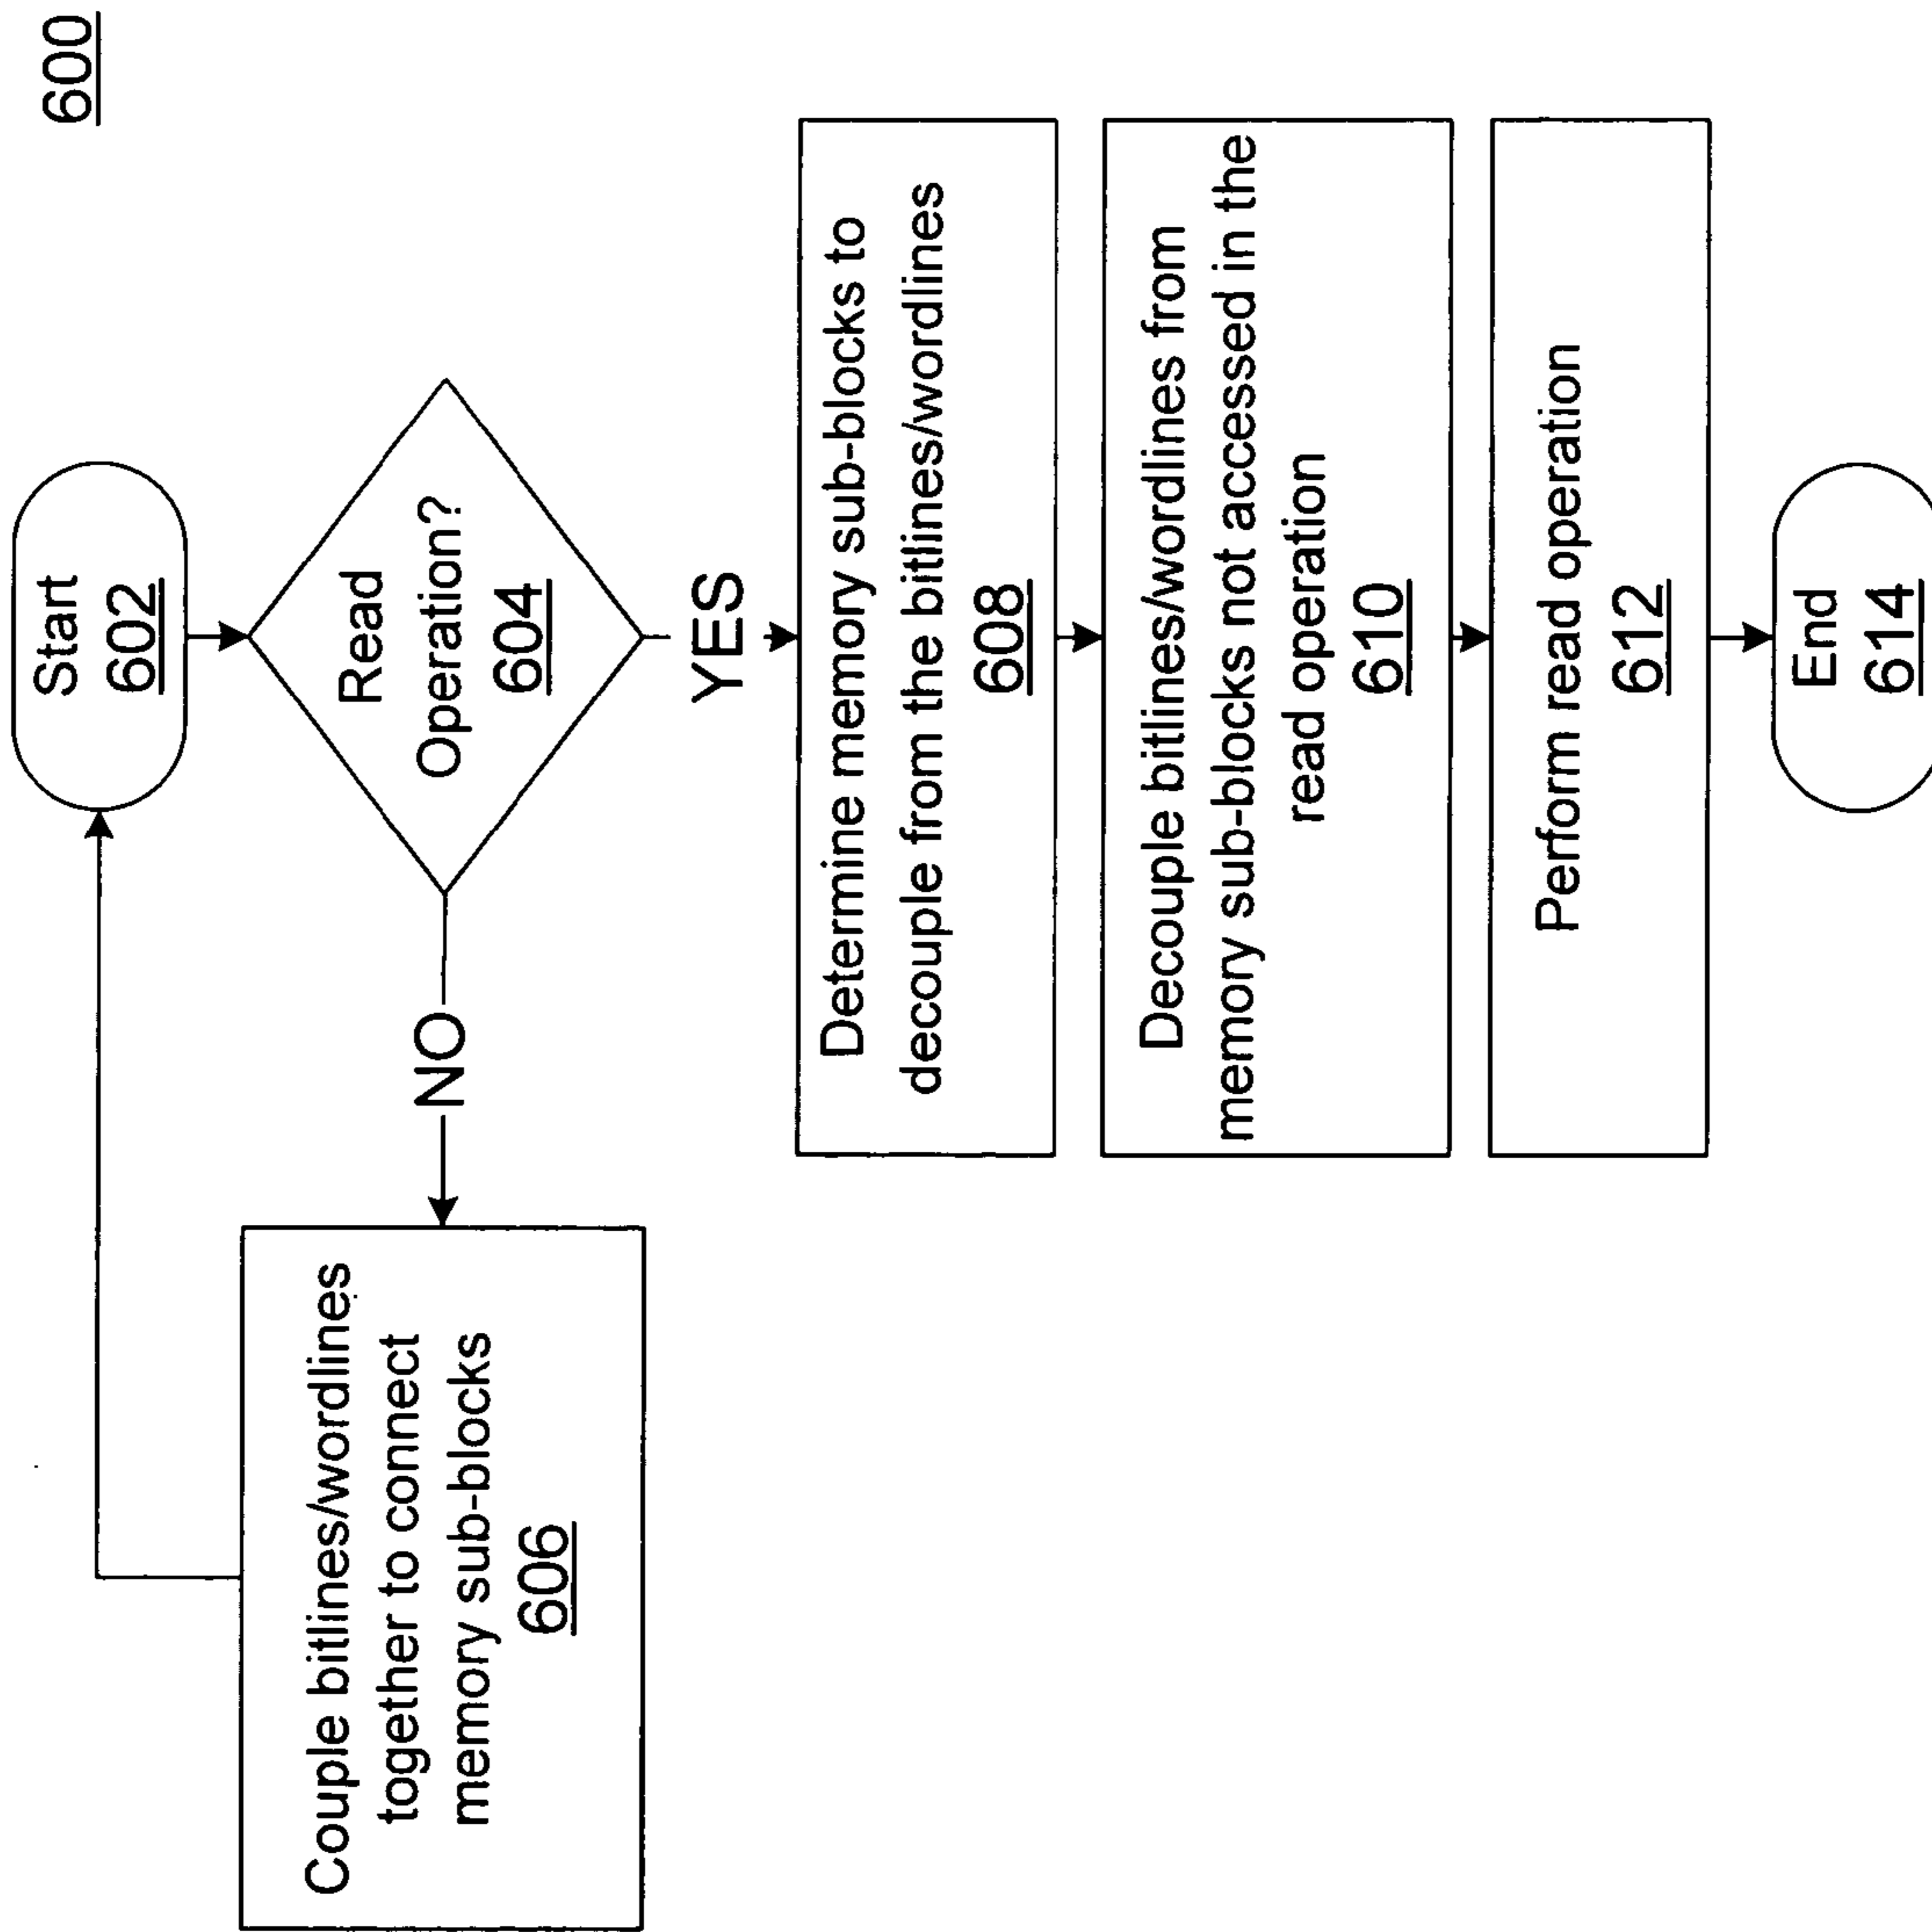 600
Start
602
Read
Operation?
604
NO
YES
Couple bitlines/wordlines
together to connect
memory sub-blocks
606
Determine memory sub-blocks to
decouple from the bitlines/wordlines
608
Decouple bitlines/wordlines from
memory sub-blocks not accessed in the
read operation
610
Perform read operation
612
End
614